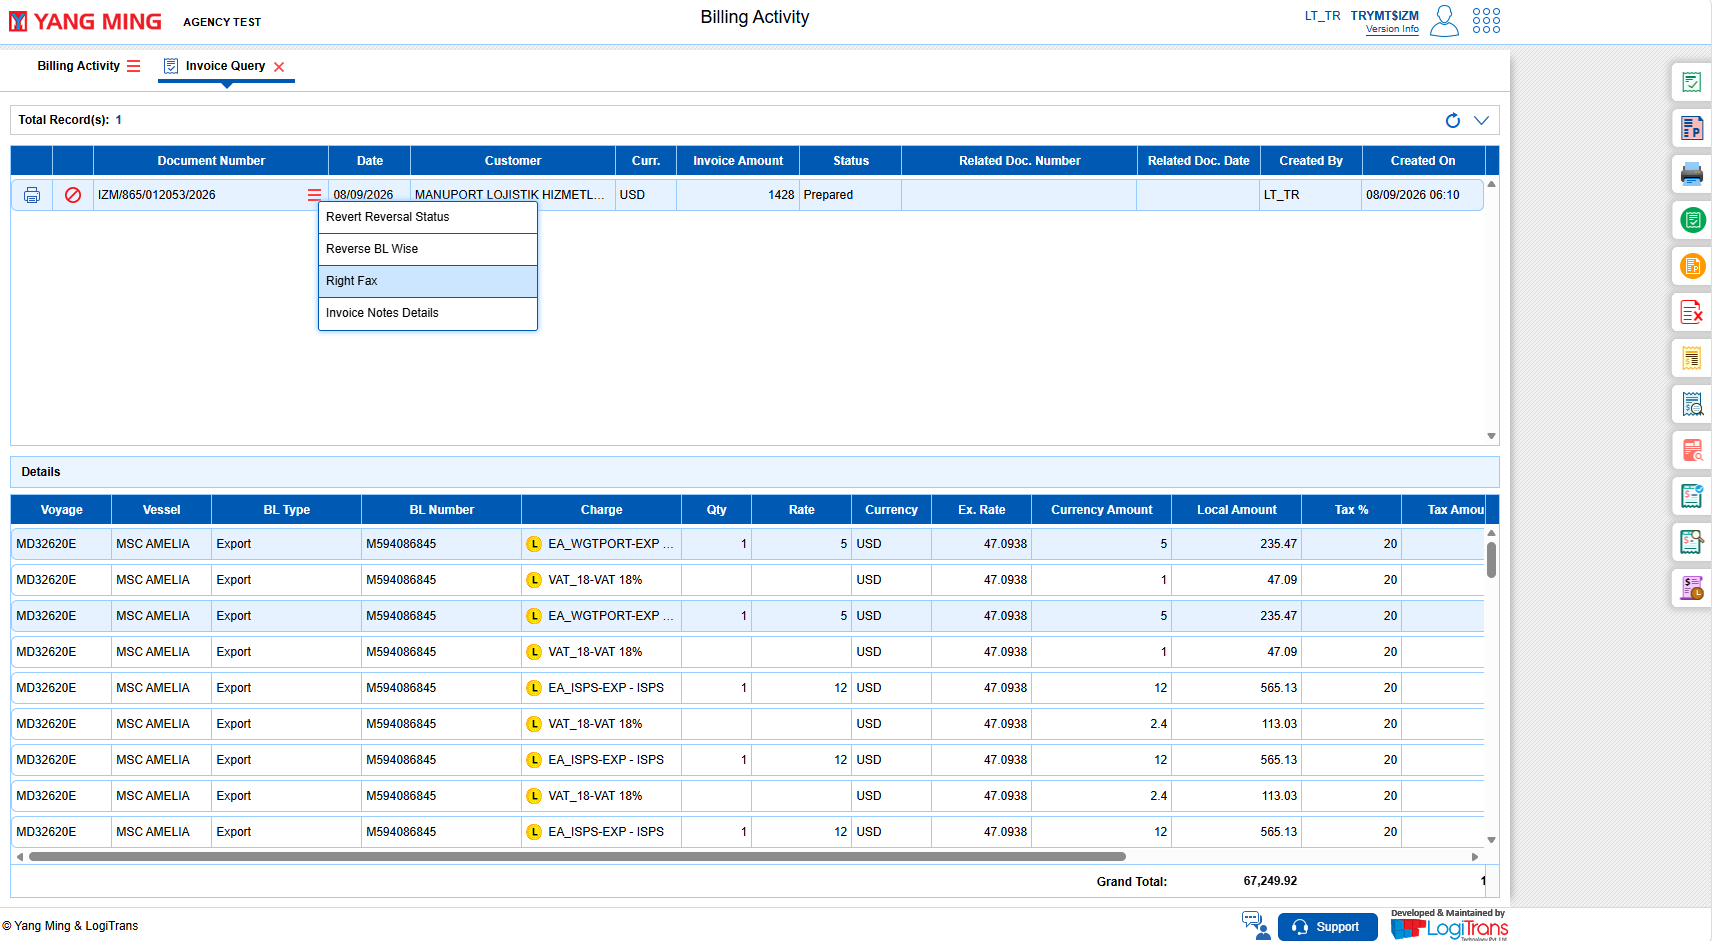 YANG MING AGENCY TEST Billing Activity LT_TR TRYMT$IZM
Version Info
Billing Activity Invoice Query
Total Record(s): 1
Document Number Date Customer Curr. Invoice Amount Status Related Doc. Number Related Doc. Date Created By Created On
IZM/865/012053/2026 08/09/2026 MANUPORT LOJISTIK HIZMETL... USD 1428 Prepared LT_TR 08/09/2026 06:10
Revert Reversal Status
Reverse BL Wise
Right Fax
Invoice Notes Details
Details
Voyage Vessel BL Type BL Number Charge Qty Rate Currency Ex. Rate Currency Amount Local Amount Tax % Tax Amou
MD32620E MSC AMELIA Export M594086845 L EA_WGTPORT-EXP ... 1 5 USD 47.0938 5 235.47 20
MD32620E MSC AMELIA Export M594086845 L VAT_18-VAT 18% USD 47.0938 1 47.09 20
MD32620E MSC AMELIA Export M594086845 L EA_WGTPORT-EXP ... 1 5 USD 47.0938 5 235.47 20
MD32620E MSC AMELIA Export M594086845 L VAT_18-VAT 18% USD 47.0938 1 47.09 20
MD32620E MSC AMELIA Export M594086845 L EA_ISPS-EXP - ISPS 1 12 USD 47.0938 12 565.13 20
MD32620E MSC AMELIA Export M594086845 L VAT_18-VAT 18% USD 47.0938 2.4 113.03 20
MD32620E MSC AMELIA Export M594086845 L EA_ISPS-EXP - ISPS 1 12 USD 47.0938 12 565.13 20
MD32620E MSC AMELIA Export M594086845 L VAT_18-VAT 18% USD 47.0938 2.4 113.03 20
MD32620E MSC AMELIA Export M594086845 L EA_ISPS-EXP - ISPS 1 12 USD 47.0938 12 565.13 20
Grand Total: 67,249.92 1
© Yang Ming & LogiTrans Support Developed & Maintained by
LogiTrans
Technology Pvt. Ltd.